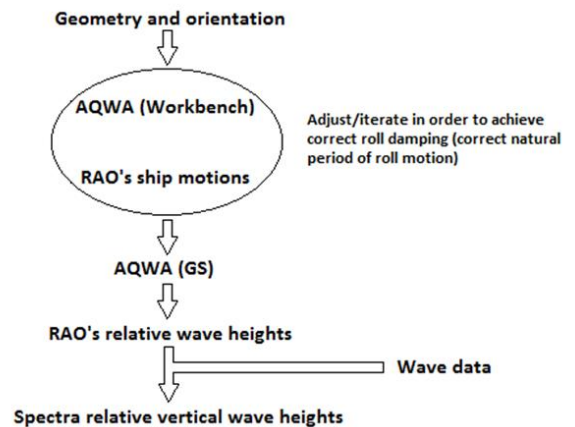 Geometry and orientation
AQWA (Workbench)
Adjust/iterate in order to achieve
correct roll damping (correct natural
period of roll motion)
RAO's ship motions
AQWA (GS)
RAO's relative wave heights
Wave data
Spectra relative vertical wave heights